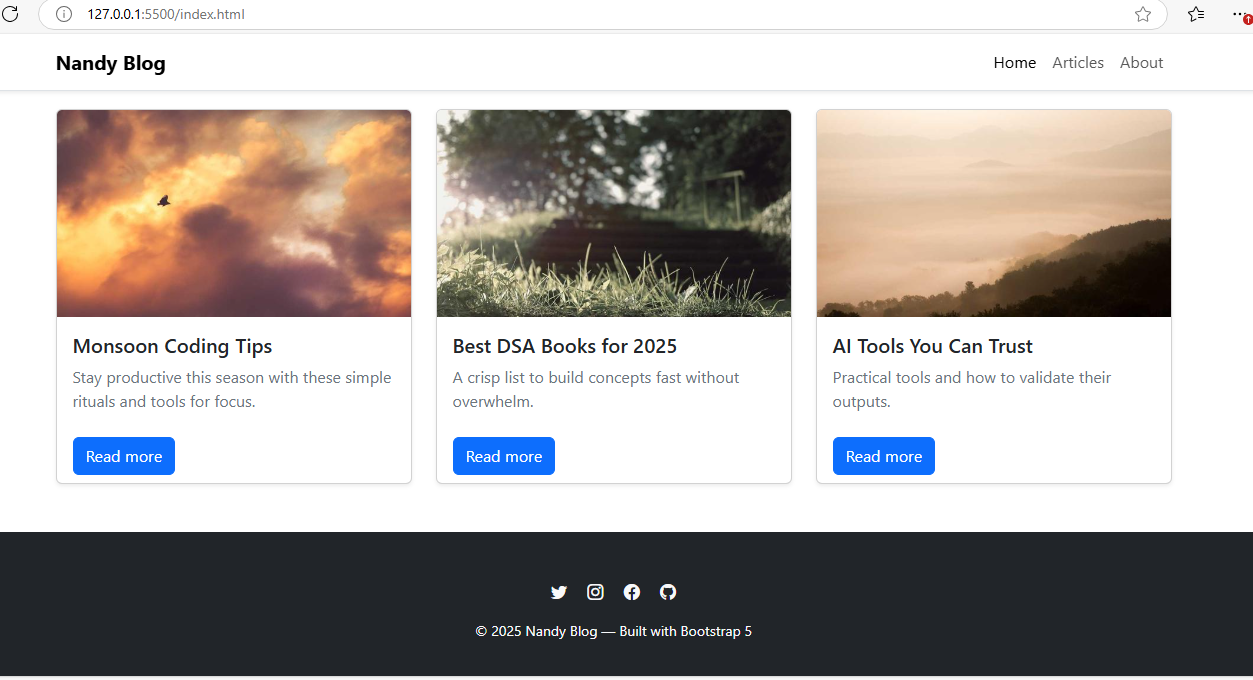 127.0.0.1:5500/index.html
Nandy Blog
Home Articles About
Monsoon Coding Tips
Stay productive this season with these simple
rituals and tools for focus.
Read more
Best DSA Books for 2025
A crisp list to build concepts fast without
overwhelm.
Read more
AI Tools You Can Trust
Practical tools and how to validate their
outputs.
Read more
© 2025 Nandy Blog — Built with Bootstrap 5